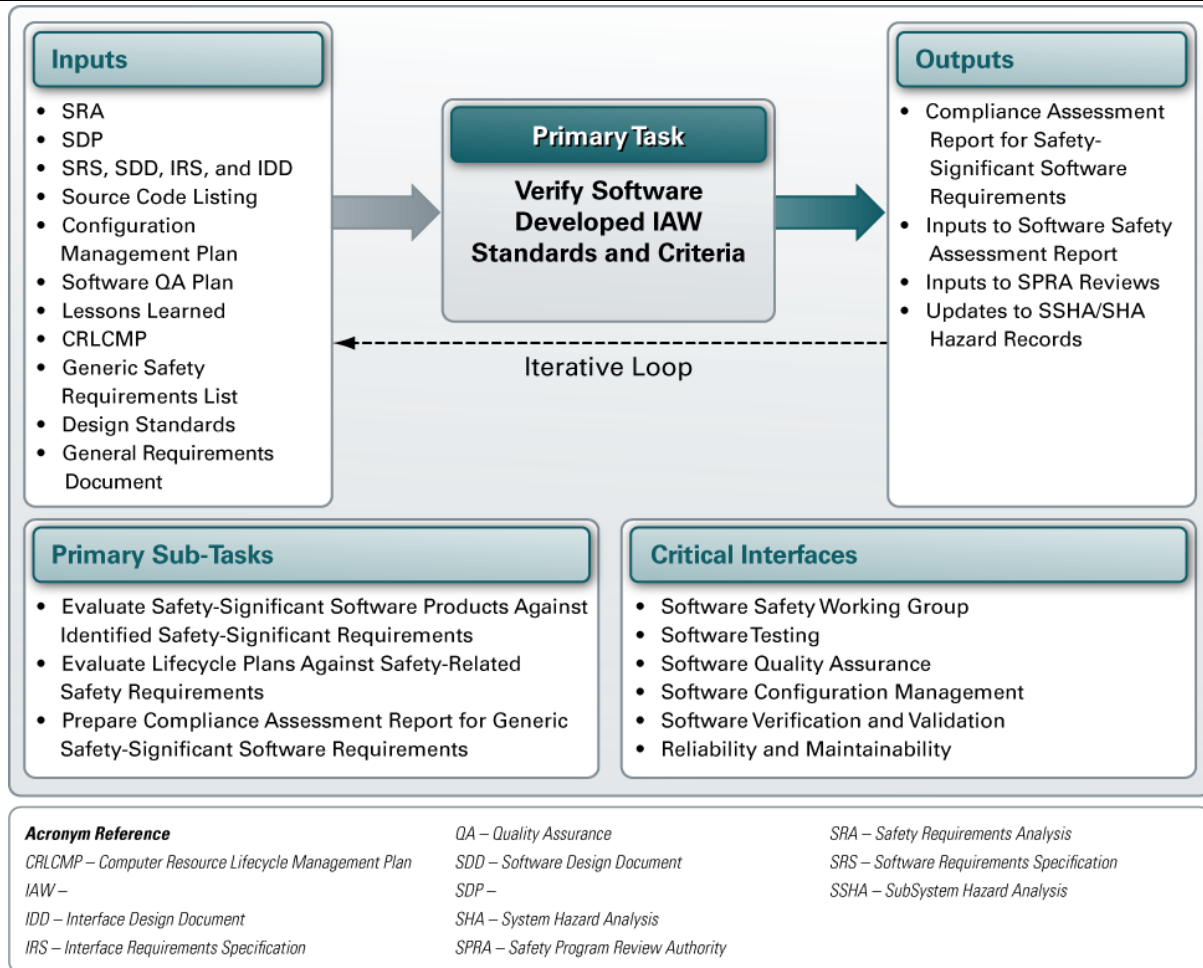 Inputs
• SRA
• SDP
• SRS, SDD, IRS, and IDD
• Source Code Listing
• Configuration
Management Plan
• Software QA Plan
• Lessons Learned
• CRLCMP
• Generic Safety
Requirements List
• Design Standards
• General Requirements
Document
Primary Task
Verify Software
Developed IAW
Standards and Criteria
Iterative Loop
Outputs
• Compliance Assessment
Report for Safety-
Significant Software
Requirements
• Inputs to Software Safety
Assessment Report
• Inputs to SPRA Reviews
• Updates to SSHA/SHA
Hazard Records
Primary Sub-Tasks
• Evaluate Safety-Significant Software Products Against
Identified Safety-Significant Requirements
• Evaluate Lifecycle Plans Against Safety-Related
Safety Requirements
• Prepare Compliance Assessment Report for Generic
Safety-Significant Software Requirements
Critical Interfaces
• Software Safety Working Group
• Software Testing
• Software Quality Assurance
• Software Configuration Management
• Software Verification and Validation
• Reliability and Maintainability
Acronym Reference
CRLCMP – Computer Resource Lifecycle Management Plan
IAW –
IDD – Interface Design Document
IRS – Interface Requirements Specification
QA – Quality Assurance
SDD – Software Design Document
SDP –
SHA – System Hazard Analysis
SPRA – Safety Program Review Authority
SRA – Safety Requirements Analysis
SRS – Software Requirements Specification
SSHA – SubSystem Hazard Analysis